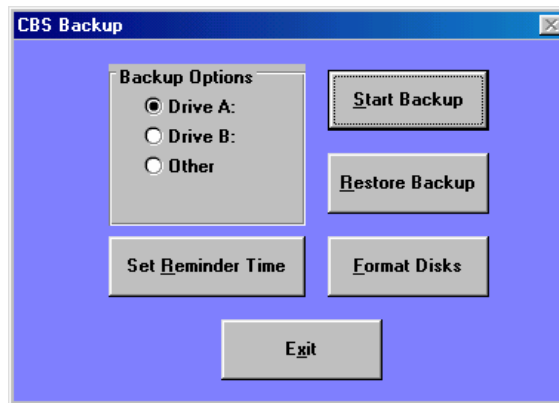 CBS Backup
Backup Options
Drive A:
Drive B:
Other
Start Backup
Restore Backup
Set Reminder Time
Format Disks
Exit